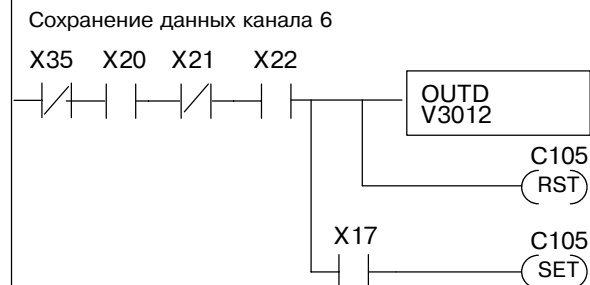 Сохранение данных канала 6
X35 X20 X21 X22
OUTD
V3012
C105
RST
X17
C105
SET